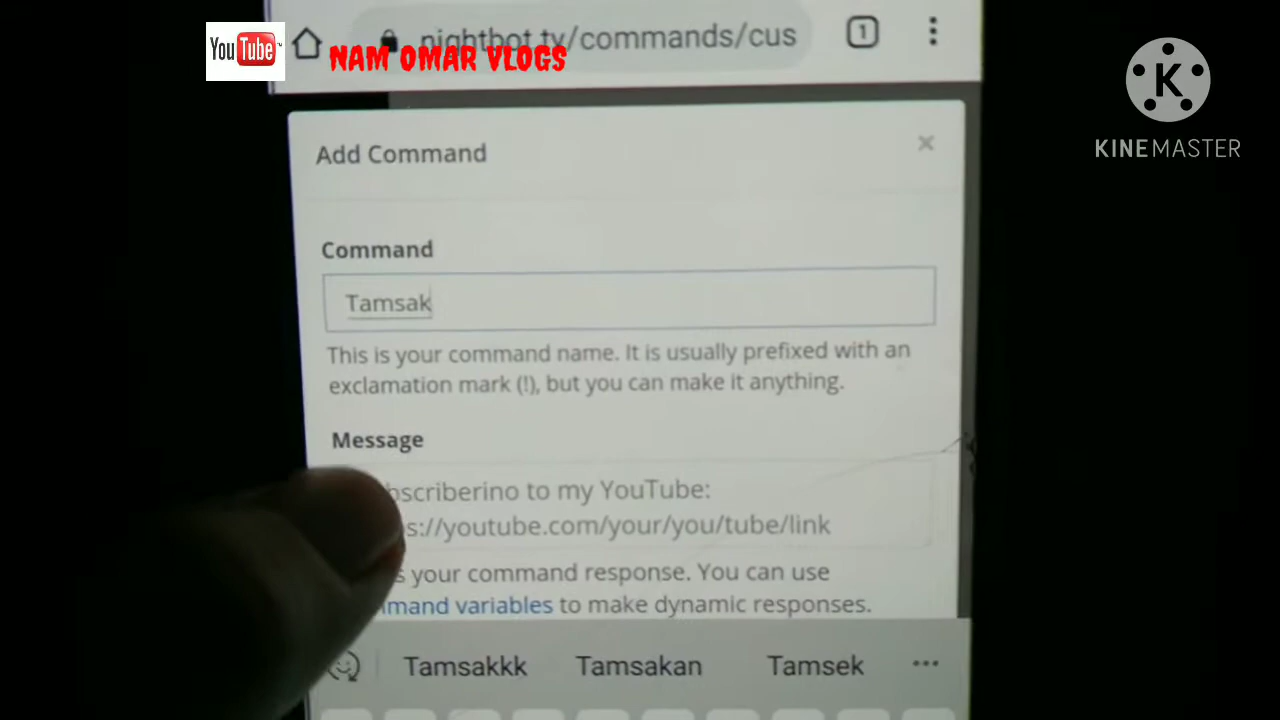 nightbot.tv/commands/cus
1
YouTube
NAM OMAR VLOGS
K
KINEMASTER
Add Command
×
Command
Tamsak
This is your command name. It is usually prefixed with an
exclamation mark (!), but you can make it anything.
Message
to my YouTube:
://youtube.com/your/you/tube/link
your command response. You can use
variables to make dynamic responses.
Tamsakkk Tamsakan Tamsek ...